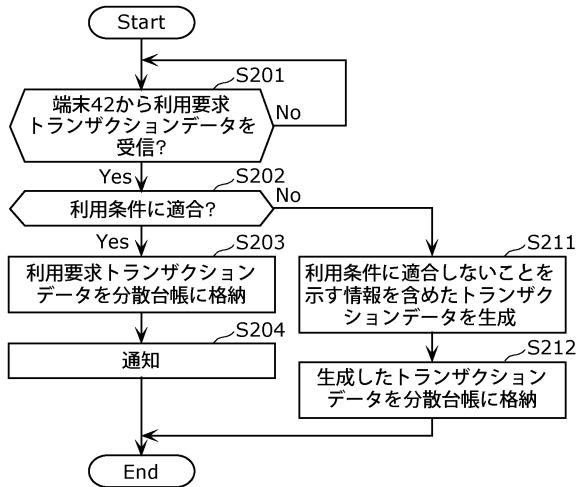 Start
S201
端末42から利用要求
トランザクションデータを
受信?
No
Yes
S202
利用条件に適合?
No
Yes
S203
利用要求トランザクション
データを分散台帳に格納
S204
通知
S211
利用条件に適合しないことを
示す情報を含めたトランザク
ションデータを生成
S212
生成したトランザクション
データを分散台帳に格納
End